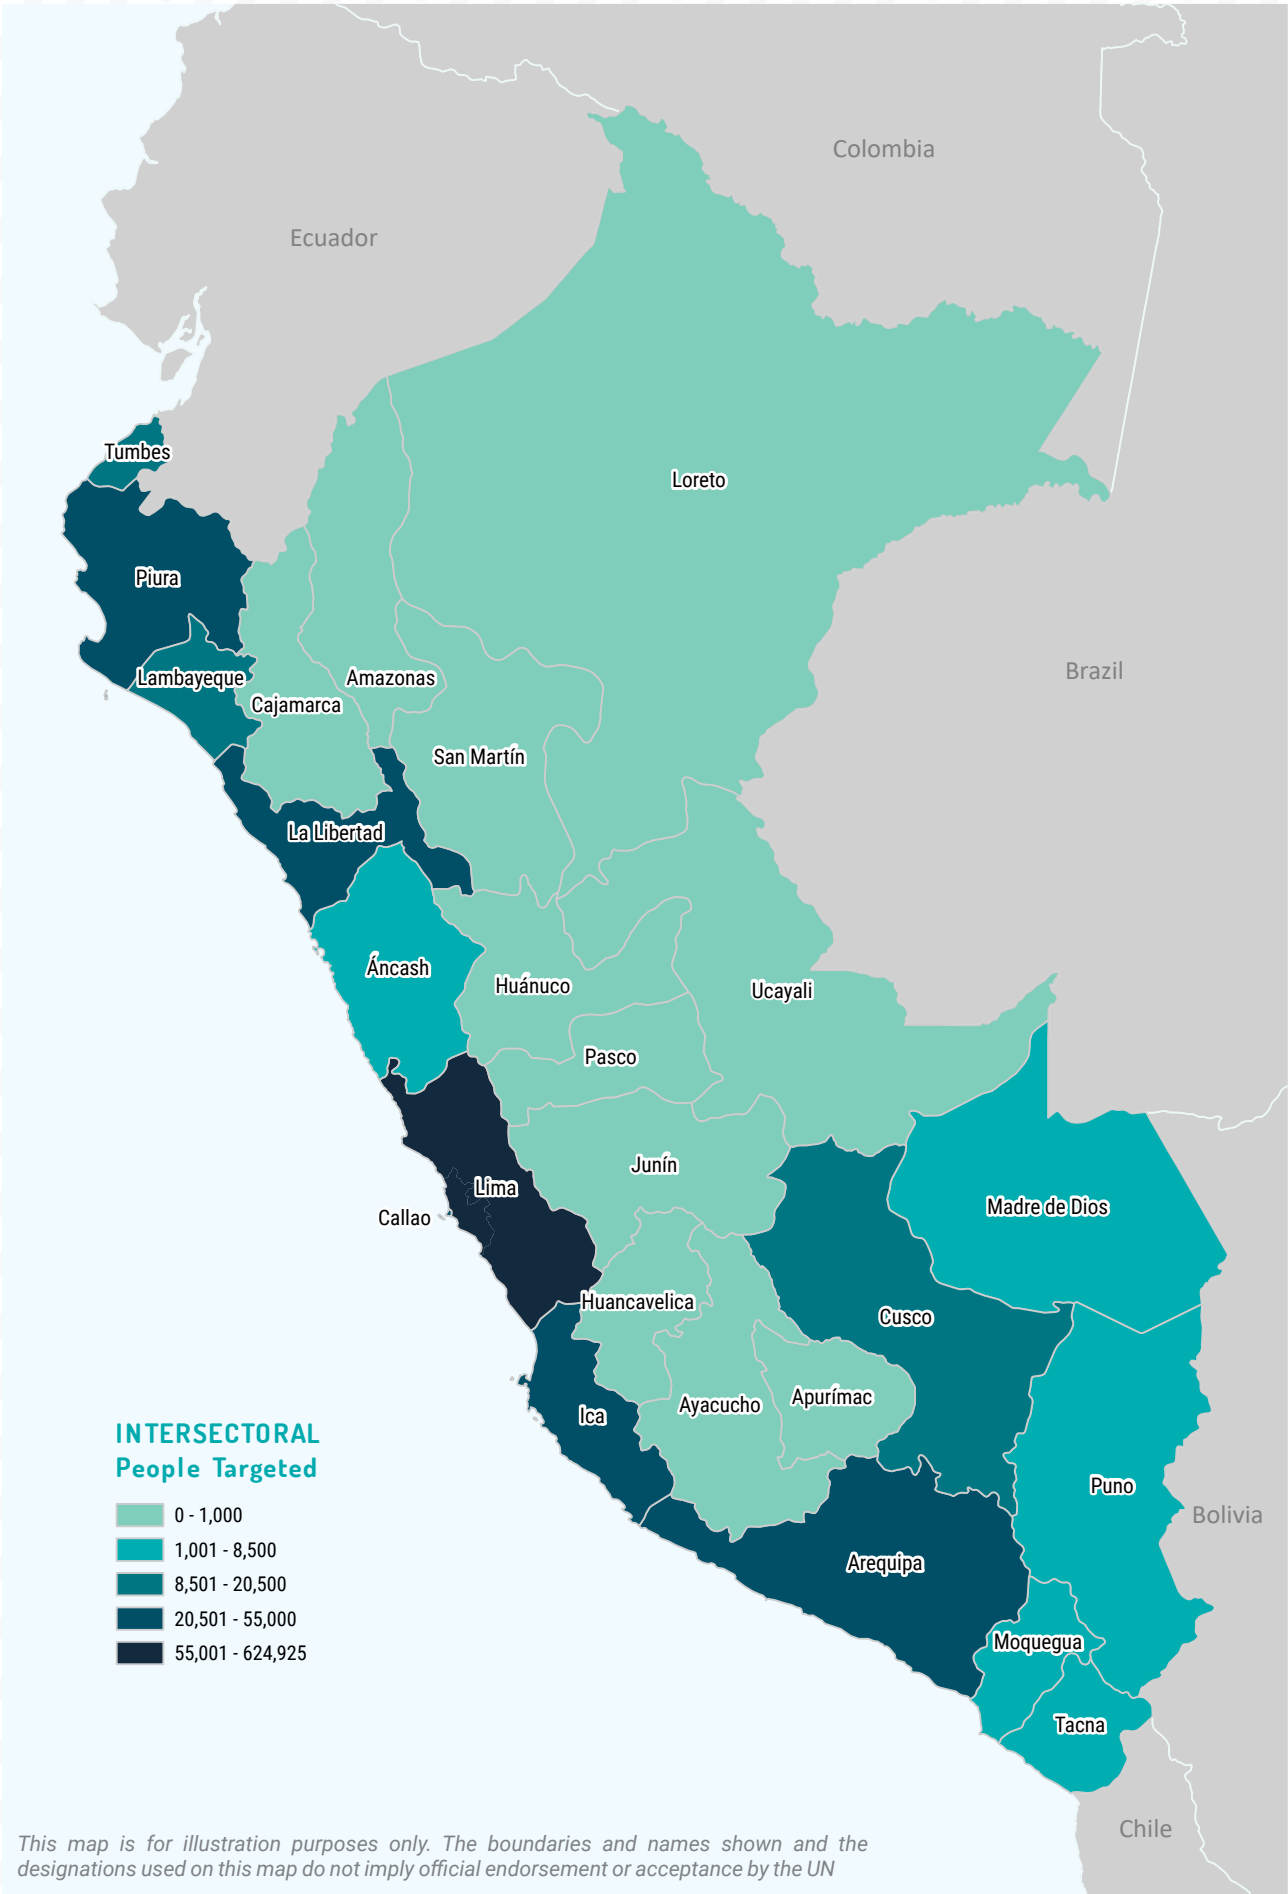 Colombia
Ecuador
Tumbes
Loreto
Piura
Brazil
Lambayeque
Amazonas
Cajamarca
San Martín
La Libertad
Áncash
Huánuco
Ucayali
Pasco
Junín
Lima
Madre de Dios
Callao
Huancavelica
Cusco
Apurímac
Ayacucho
Ica
INTERSECTORAL
People Targeted
0 - 1,000
1,001 - 8,500
8,501 - 20,500
20,501 - 55,000
55,001 - 624,925
Puno
Bolivia
Arequipa
Moquegua
Tacna
Chile
This map is for illustration purposes only. The boundaries and names shown and the
designations used on this map do not imply official endorsement or acceptance by the UN